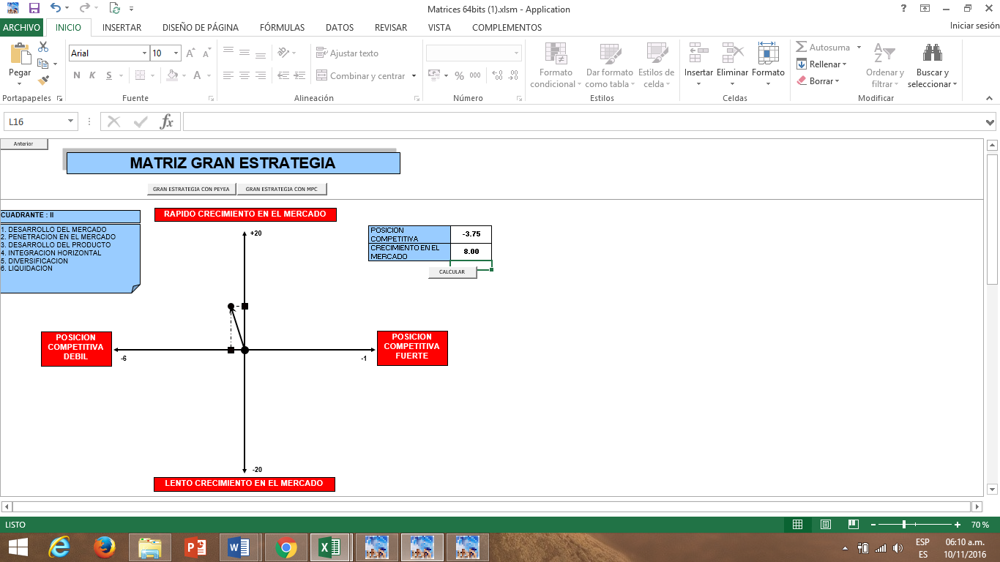 Matrices 64bits (1).xlsm - Application
ARCHIVO INICIO INSERTAR DISEÑO DE PÁGINA FÓRMULAS DATOS REVISAR VISTA COMPLEMENTOS Iniciar sesión
Pegar
Portapapeles
Arial 10
N K S
Fuente
Ajustar texto
Combinar y centrar
Alineación
% 000
Número
Formato condicional
Dar formato como tabla
Estilos de celda
Estilos
Insertar Eliminar Formato
Celdas
Autosuma
Rellenar
Borrar
Ordenar y filtrar
Buscar y seleccionar
Modificar
L16
fx
Anterior
MATRIZ GRAN ESTRATEGIA
GRAN ESTRATEGIA CON PEYEA GRAN ESTRATEGIA CON MPC
CUADRANTE : II
1. DESARROLLO DEL MERCADO
2. PENETRACION EN EL MERCADO
3. DESARROLLO DEL PRODUCTO
4. INTEGRACION HORIZONTAL
5. DIVERSIFICACION
6. LIQUIDACION
RAPIDO CRECIMIENTO EN EL MERCADO
+20
POSICION
COMPETITIVA
-3.75
CRECIMIENTO EN EL
MERCADO
8.00
CALCULAR
POSICION
COMPETITIVA
DEBIL
-6
-1
POSICION
COMPETITIVA
FUERTE
-20
LENTO CRECIMIENTO EN EL MERCADO
LISTO
70 %
ESP
ES
06:10 a.m.
10/11/2016